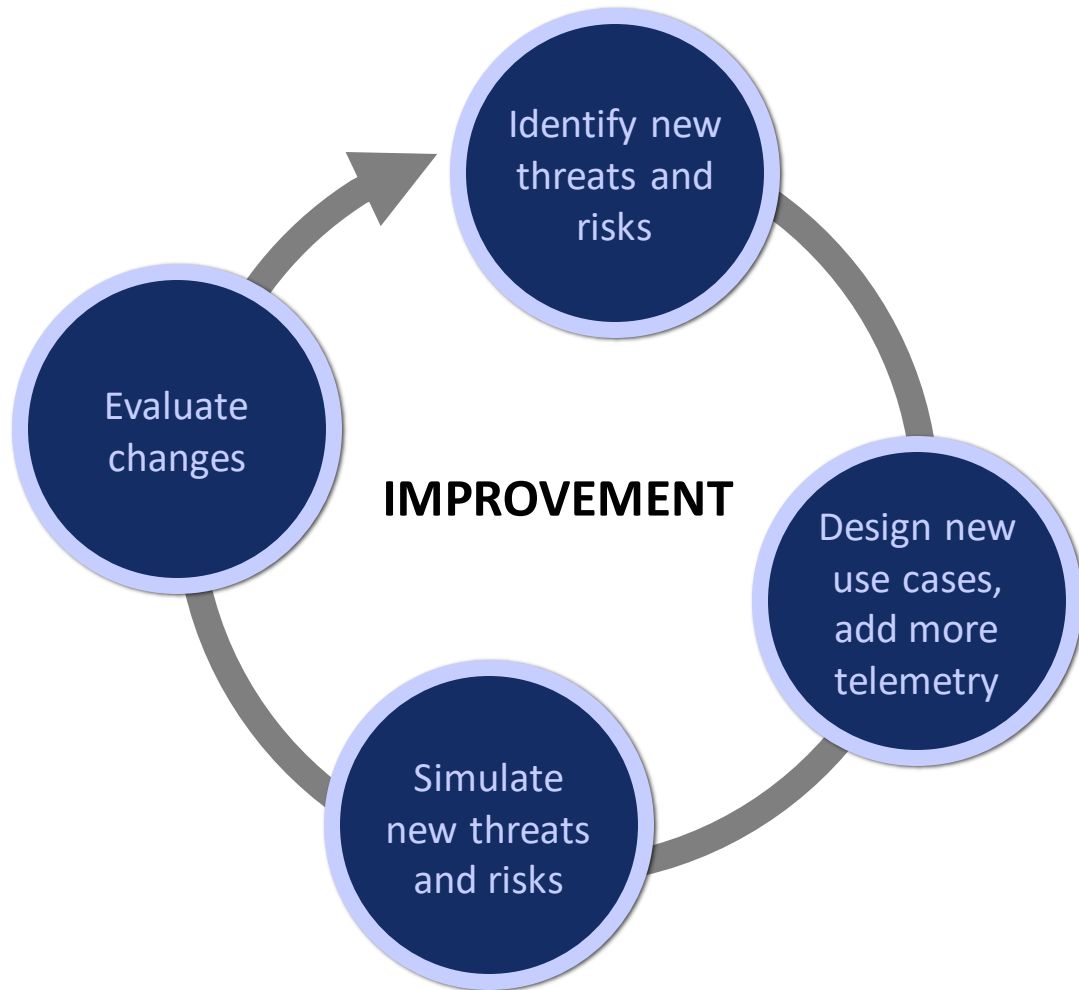 Identify new
threats and
risks
Evaluate
changes
IMPROVEMENT
Design new
use cases,
add more
telemetry
Simulate
new threats
and risks